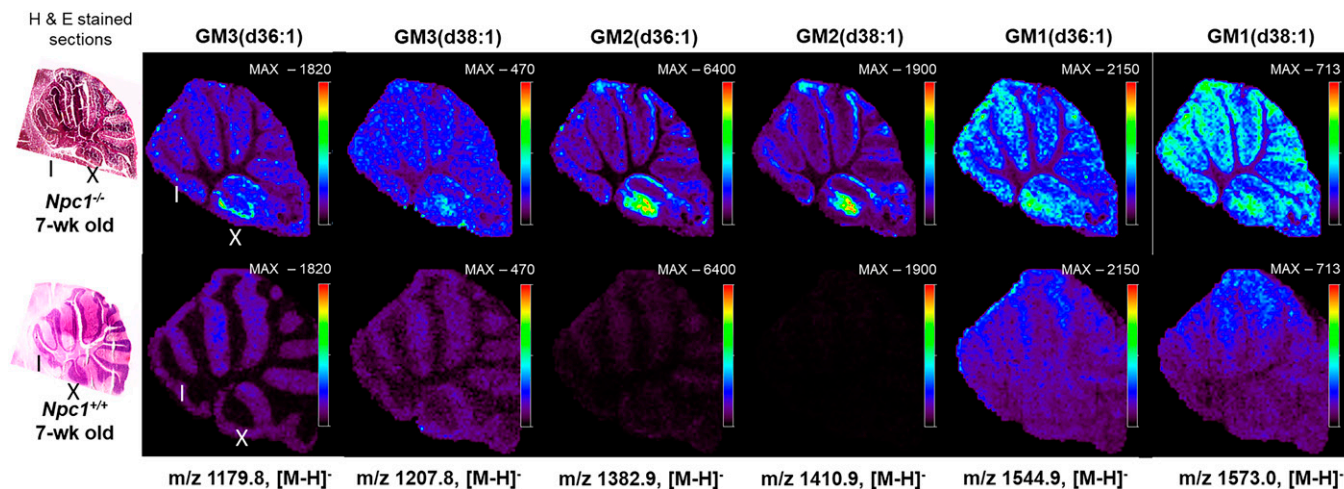 H & E stained
sections
GM3(d36:1) GM3(d38:1) GM2(d36:1) GM2(d38:1) GM1(d36:1) GM1(d38:1)
MAX – 1820 MAX – 470 MAX – 6400 MAX – 1900 MAX – 2150 MAX – 713
I X
Npc1-/-
7-wk old
I
X
MAX – 1820 MAX – 470 MAX – 6400 MAX – 1900 MAX – 2150 MAX – 713
I
X
Npc1+/+
7-wk old
I
X
m/z 1179.8, [M-H]- m/z 1207.8, [M-H]- m/z 1382.9, [M-H]- m/z 1410.9, [M-H]- m/z 1544.9, [M-H]- m/z 1573.0, [M-H]-